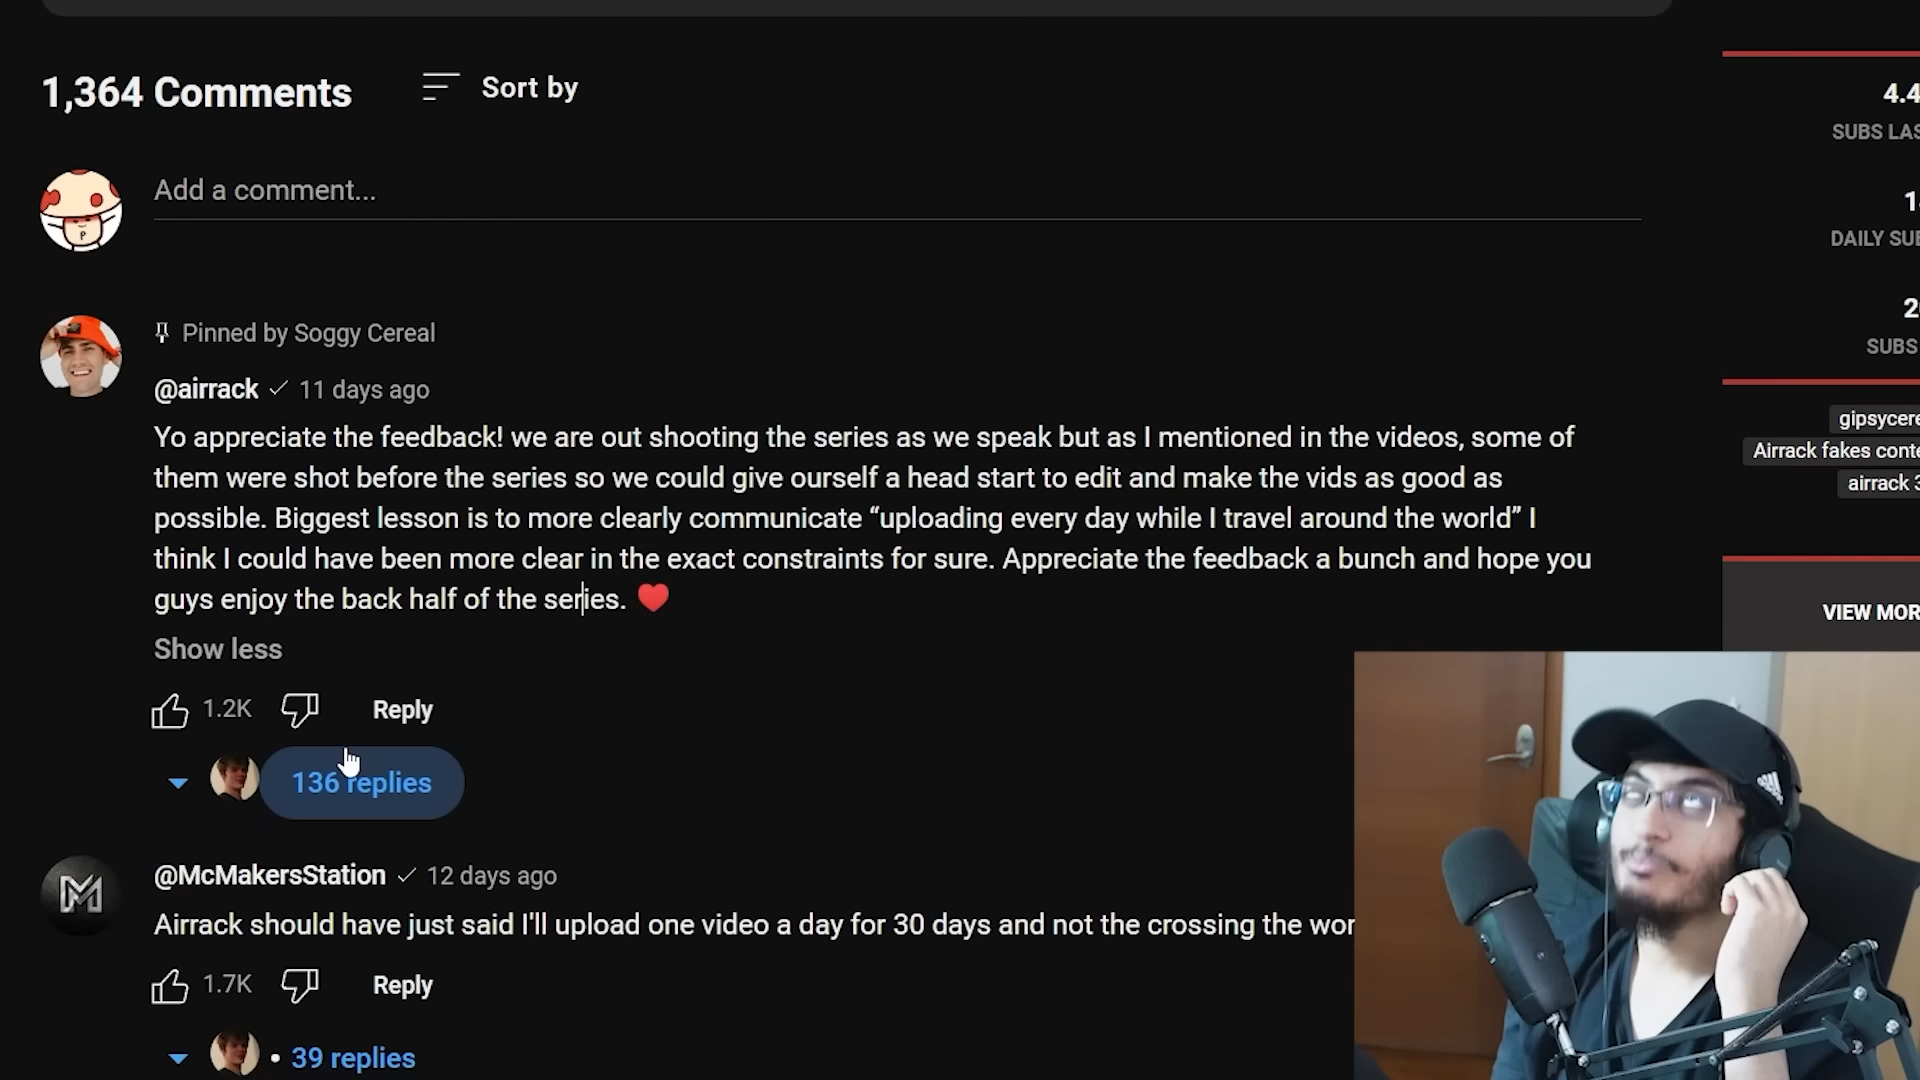 1,364 Comments
Sort by
Add a comment...
Pinned by Soggy Cereal
@airrack 11 days ago
Yo appreciate the feedback! we are out shooting the series as we speak but as I mentioned in the videos, some of
them were shot before the series so we could give ourself a head start to edit and make the vids as good as
possible. Biggest lesson is to more clearly communicate “uploading every day while I travel around the world” I
think I could have been more clear in the exact constraints for sure. Appreciate the feedback a bunch and hope you
guys enjoy the back half of the series. ❤️
Show less
1.2K Reply
136 replies
@McMakersStation 12 days ago
Airrack should have just said I'll upload one video a day for 30 days and not the crossing the wor
1.7K Reply
• 39 replies
4.4
SUBS LAS
DAILY SUB
SUBS
gipsycere
Airrack fakes conte
airrack 3
VIEW MOR